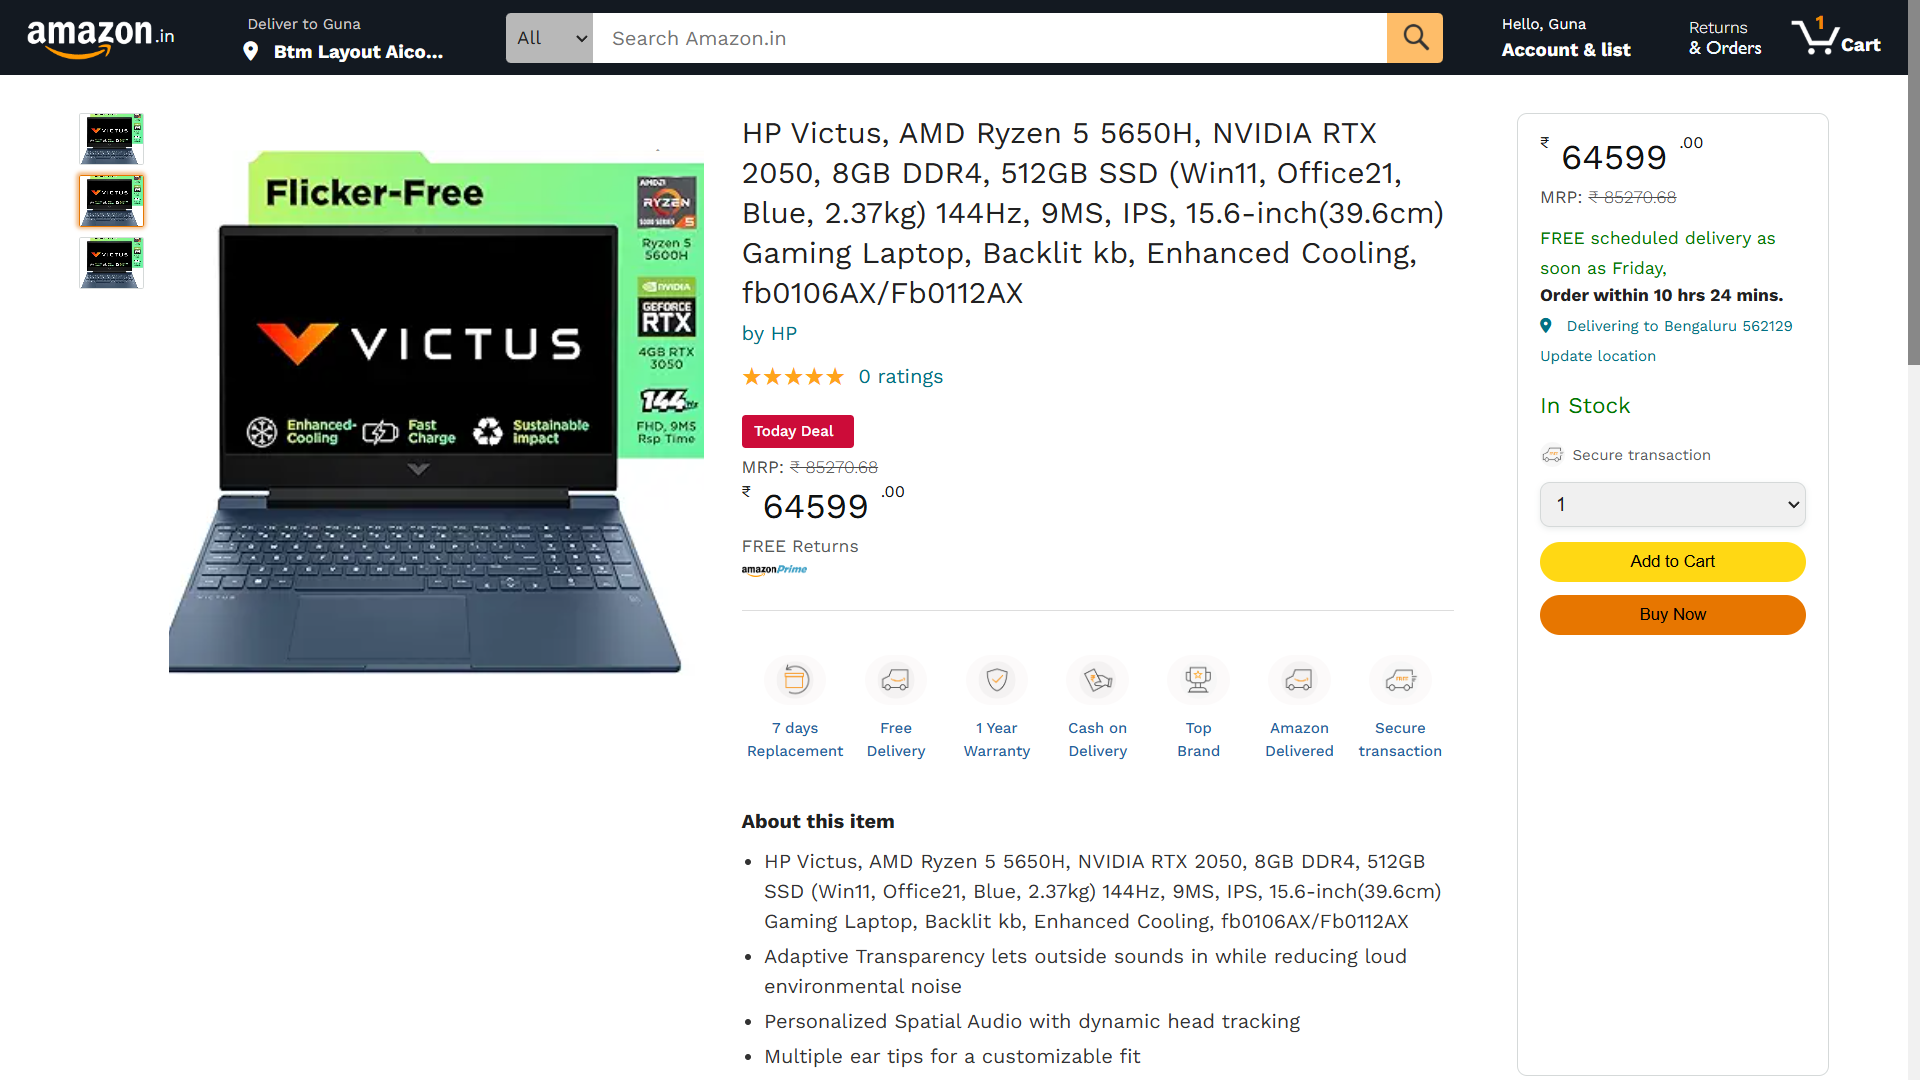 amazon.in
Deliver to Guna
Btm Layout Aico...
All
Search Amazon.in
Hello, Guna
Account & list
Returns
& Orders
1
Cart
Flicker-Free
AMD
RYZEN
5
Ryzen 5
5600H
NVIDIA
GEFORCE
RTX
4GB RTX
3050
144Hz
FHD, 9MS
Rsp Time
VICTUS
Enhanced-
Cooling
Fast
Charge
Sustainable
impact
VICTUS
HP Victus, AMD Ryzen 5 5650H, NVIDIA RTX
2050, 8GB DDR4, 512GB SSD (Win11, Office21,
Blue, 2.37kg) 144Hz, 9MS, IPS, 15.6-inch(39.6cm)
Gaming Laptop, Backlit kb, Enhanced Cooling,
fb0106AX/Fb0112AX
by HP
0 ratings
Today Deal
MRP: ₹ 85270.68
₹ 64599 .00
FREE Returns
amazonPrime
7 days
Replacement
Free
Delivery
1 Year
Warranty
Cash on
Delivery
Top
Brand
Amazon
Delivered
FREE
Secure
transaction
About this item
• HP Victus, AMD Ryzen 5 5650H, NVIDIA RTX 2050, 8GB DDR4, 512GB
SSD (Win11, Office21, Blue, 2.37kg) 144Hz, 9MS, IPS, 15.6-inch(39.6cm)
Gaming Laptop, Backlit kb, Enhanced Cooling, fb0106AX/Fb0112AX
• Adaptive Transparency lets outside sounds in while reducing loud
environmental noise
• Personalized Spatial Audio with dynamic head tracking
• Multiple ear tips for a customizable fit
₹ 64599 .00
MRP: ₹ 85270.68
FREE scheduled delivery as
soon as Friday,
Order within 10 hrs 24 mins.
Delivering to Bengaluru 562129
Update location
In Stock
Secure transaction
1
Add to Cart
Buy Now